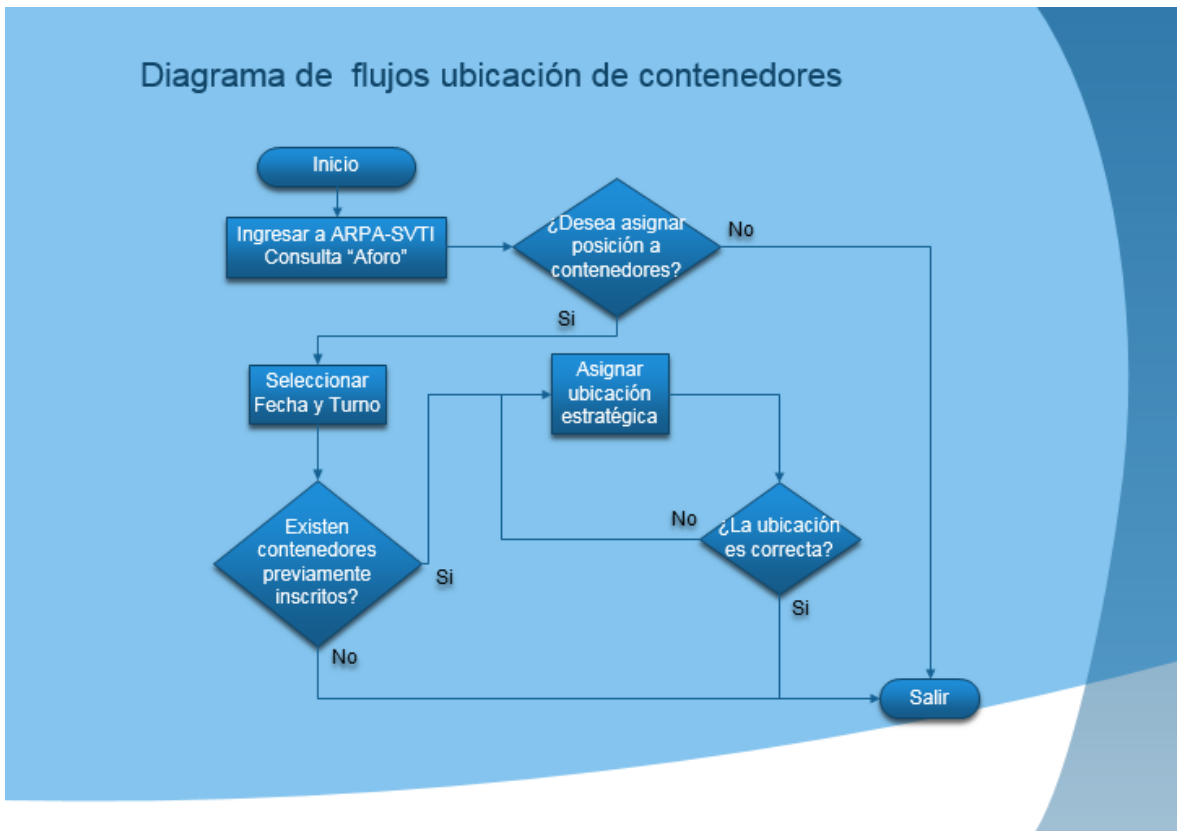 Diagrama de flujos ubicación de contenedores
Inicio
Ingresar a ARPA-SVTI
Consulta “Aforo”
¿Desea asignar
posición a
contenedores?
No
Si
Seleccionar
Fecha y Turno
Asignar
ubicación
estratégica
Existen
contenedores
previamente
inscritos?
Si
No
¿La ubicación
es correcta?
No
Si
Salir